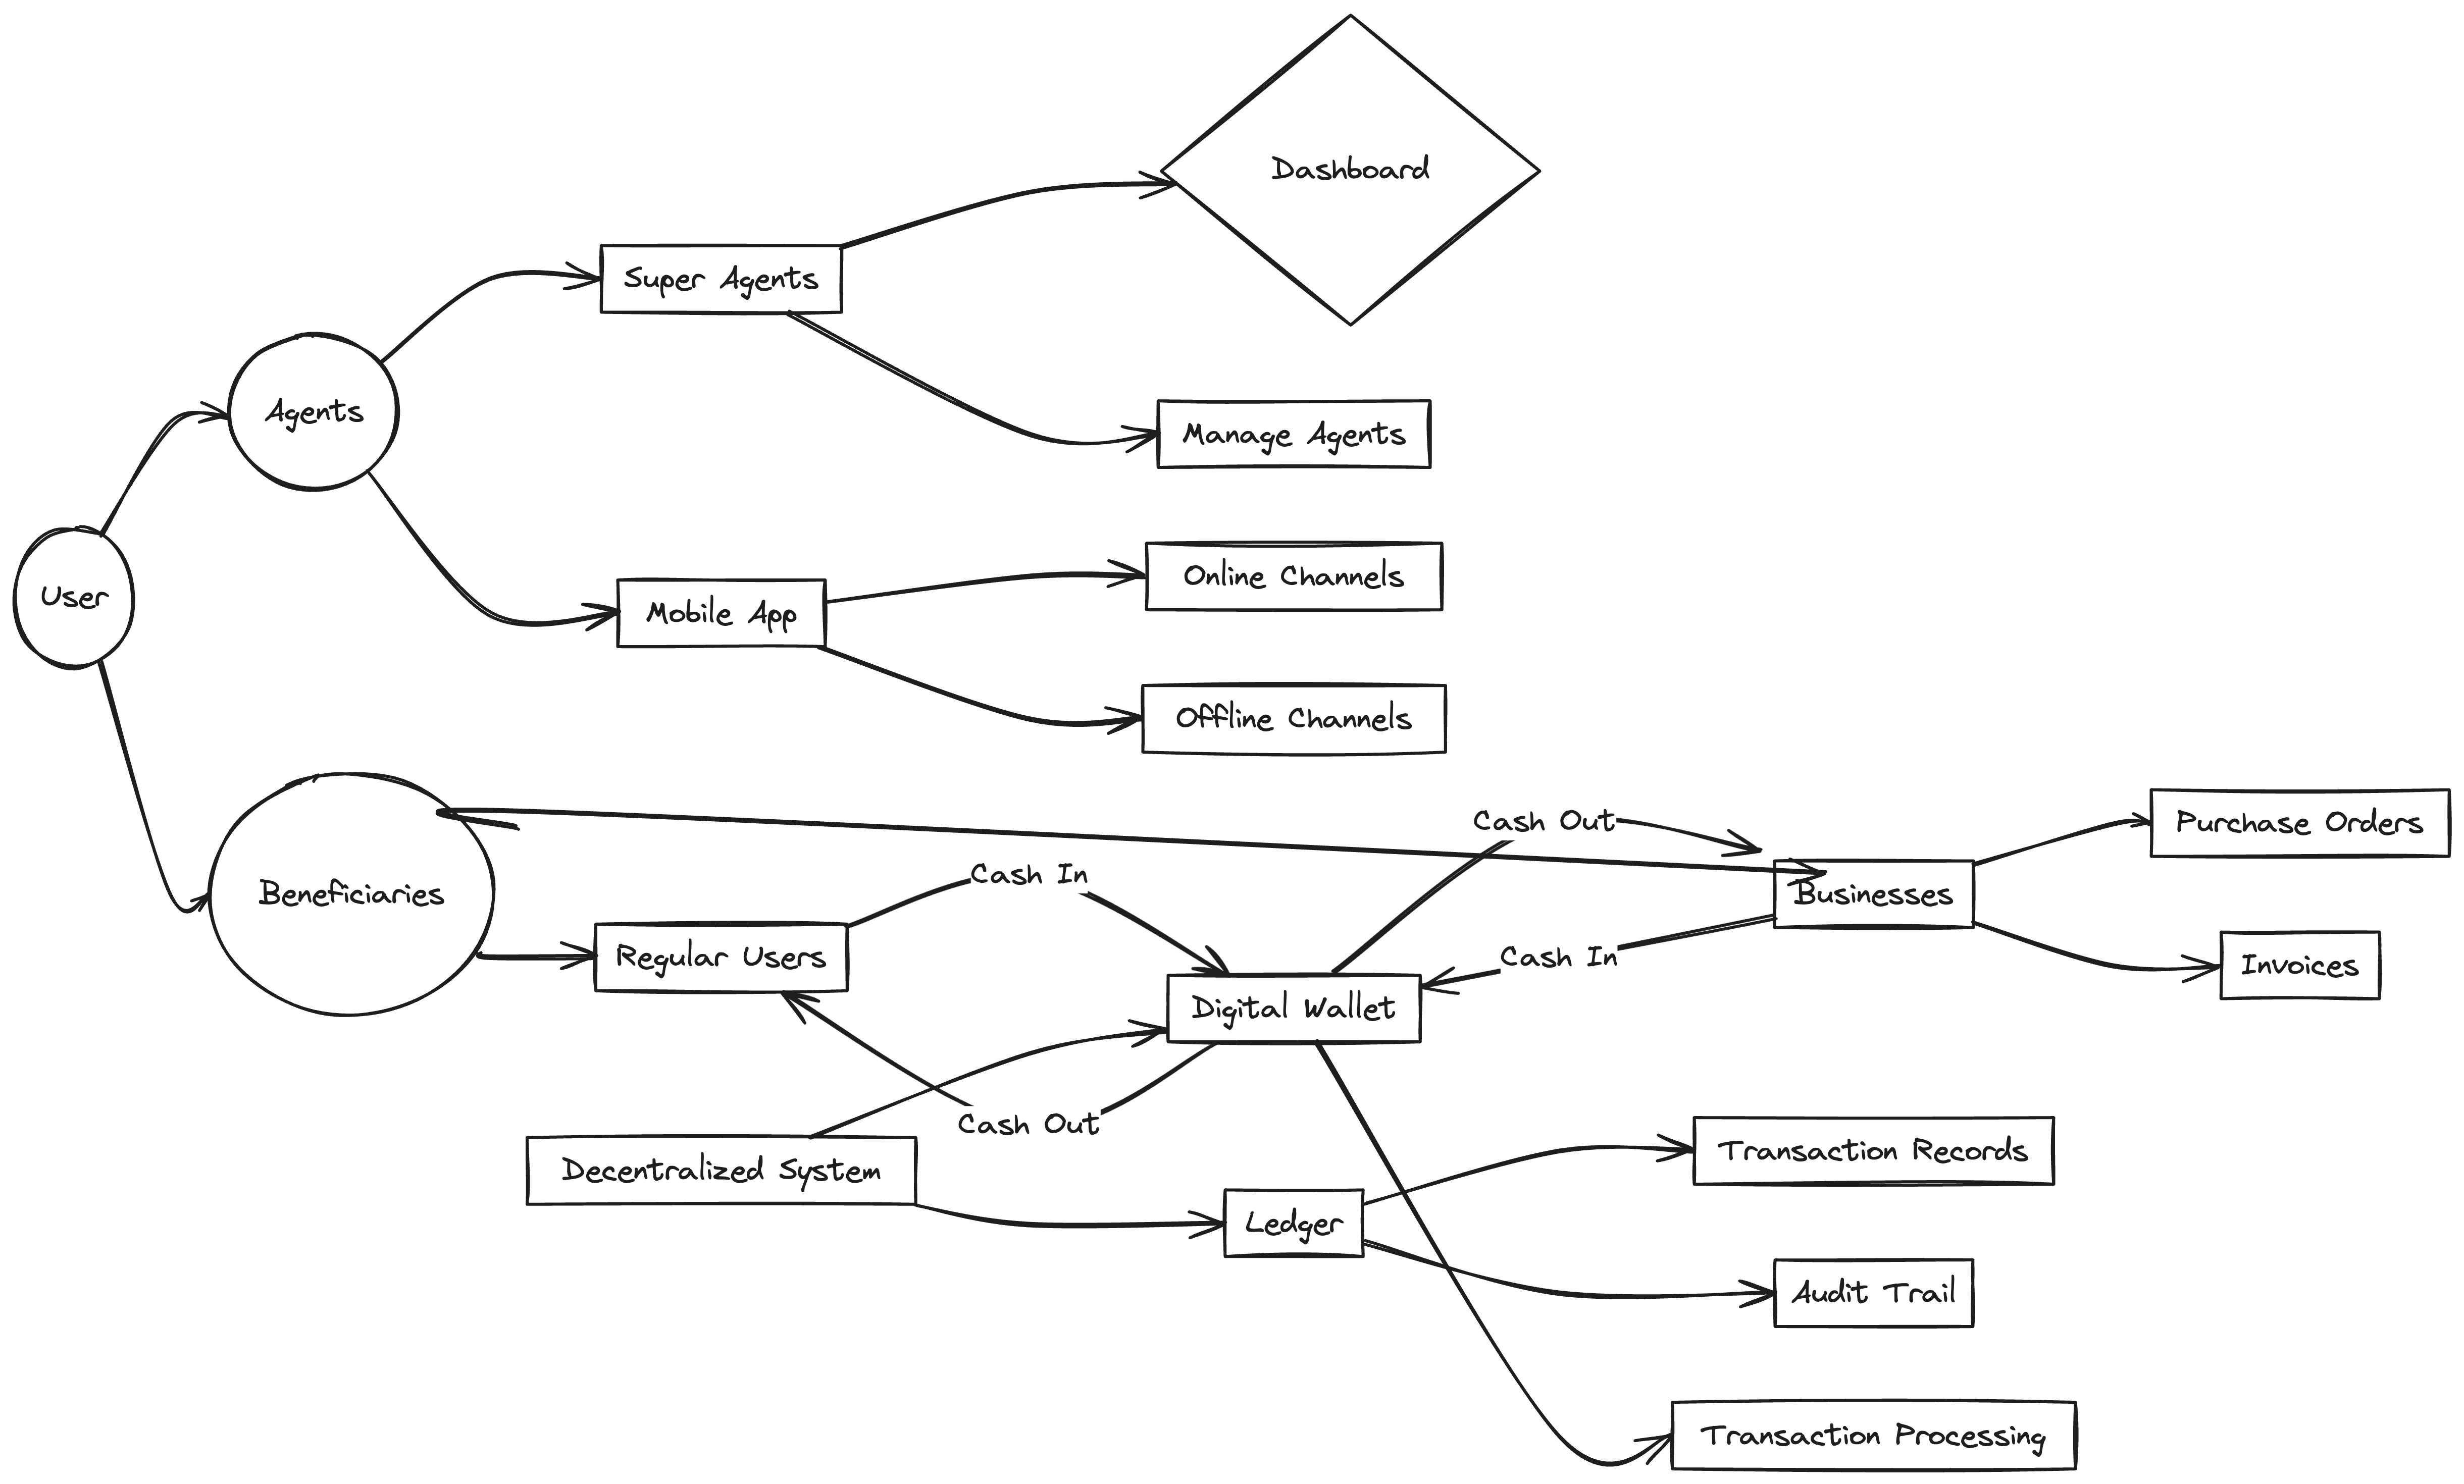 Dashboard
Super Agents
Agents
Manage Agents
Online Channels
User
Mobile App
Offline Channels
Cash Out
Purchase Orders
Cash In
Beneficiaries
Businesses
Regular Users
Cash In
Invoices
Digital Wallet
Cash Out
Transaction Records
Decentralized System
Ledger
Audit Trail
Transaction Processing